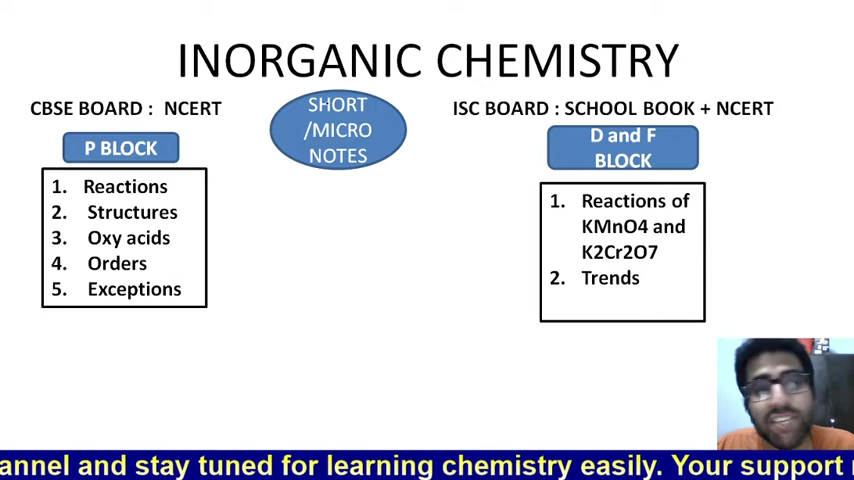 INORGANIC CHEMISTRY
CBSE BOARD : NCERT
SHORT
/MICRO
NOTES
ISC BOARD : SCHOOL BOOK + NCERT
P BLOCK
D and F
BLOCK
1. Reactions
2. Structures
3. Oxy acids
4. Orders
5. Exceptions
1. Reactions of
KMnO4 and
K2Cr2O7
2. Trends
annel and stay tuned for learning chemistry easily. Your support